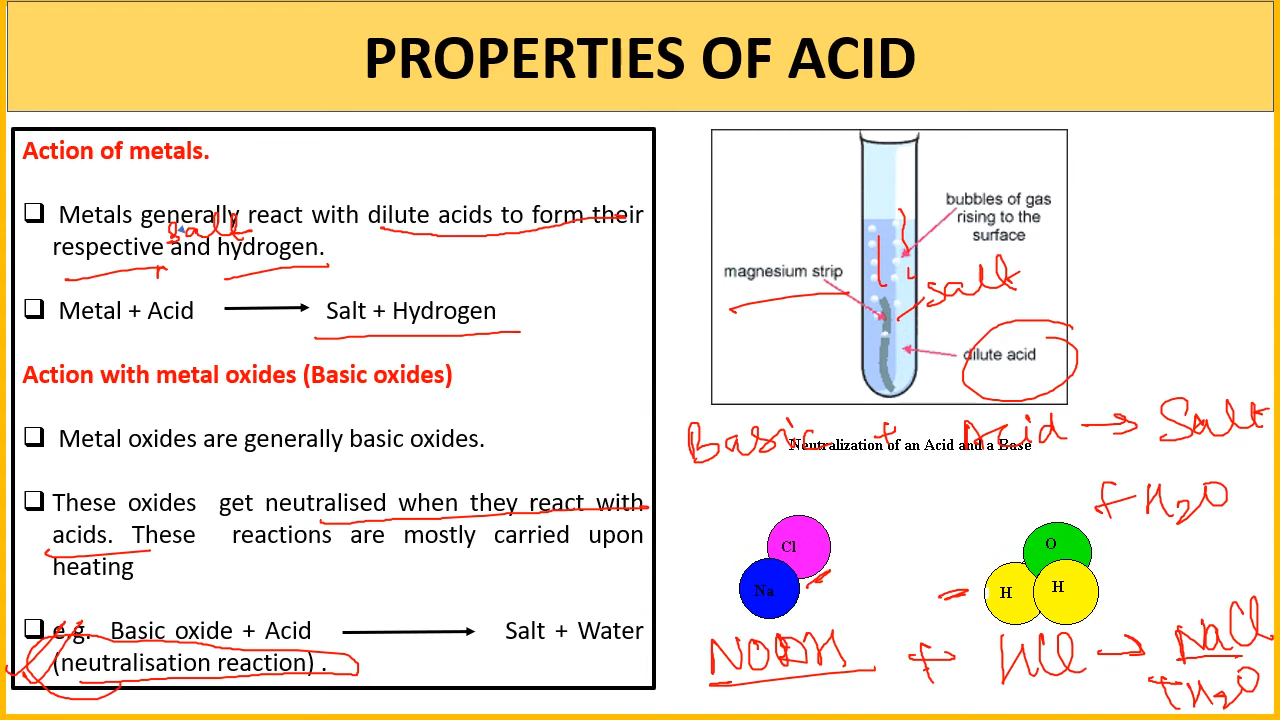 PROPERTIES OF ACID
Action of metals.
Metals generally react with dilute acids to form their
salt
respective and hydrogen.
Metal + Acid → Salt + Hydrogen
Action with metal oxides (Basic oxides)
Metal oxides are generally basic oxides.
These oxides get neutralised when they react with
acids. These reactions are mostly carried upon
heating
e.g. Basic oxide + Acid → Salt + Water
(neutralisation reaction) .
bubbles of gas
rising to the
surface
magnesium strip
salt
dilute acid
Basic + Acid → Salt
+ H2O
Neutralization of an Acid and a Base
Cl
Na
O
H
H
+ HCl → NaCl
+ H2O